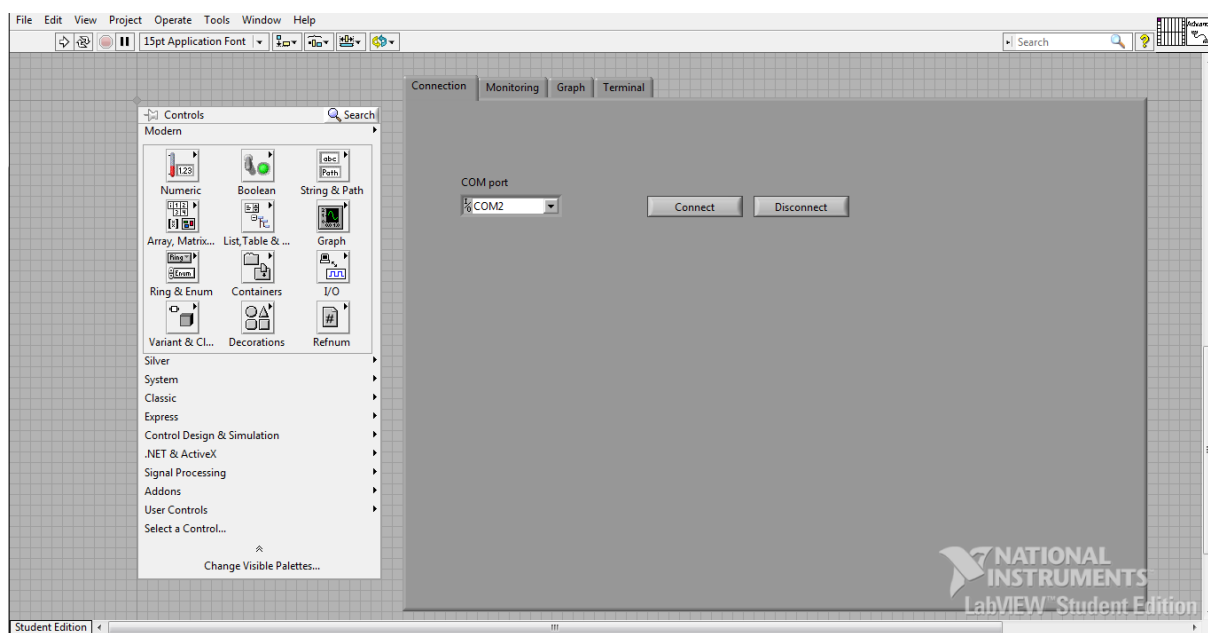 File Edit View Project Operate Tools Window Help
15pt Application Font
Search
Connection Monitoring Graph Terminal
Controls Search
Modern
Numeric Boolean String & Path
Array, Matrix... List, Table & ... Graph
Ring & Enum Containers I/O
Variant & Cl... Decorations Refnum
Silver
System
Classic
Express
Control Design & Simulation
.NET & ActiveX
Signal Processing
Addons
User Controls
Select a Control...
Change Visible Palettes...
COM port
COM2 Connect Disconnect
NATIONAL
INSTRUMENTS
LabVIEW™ Student Edition
Student Edition